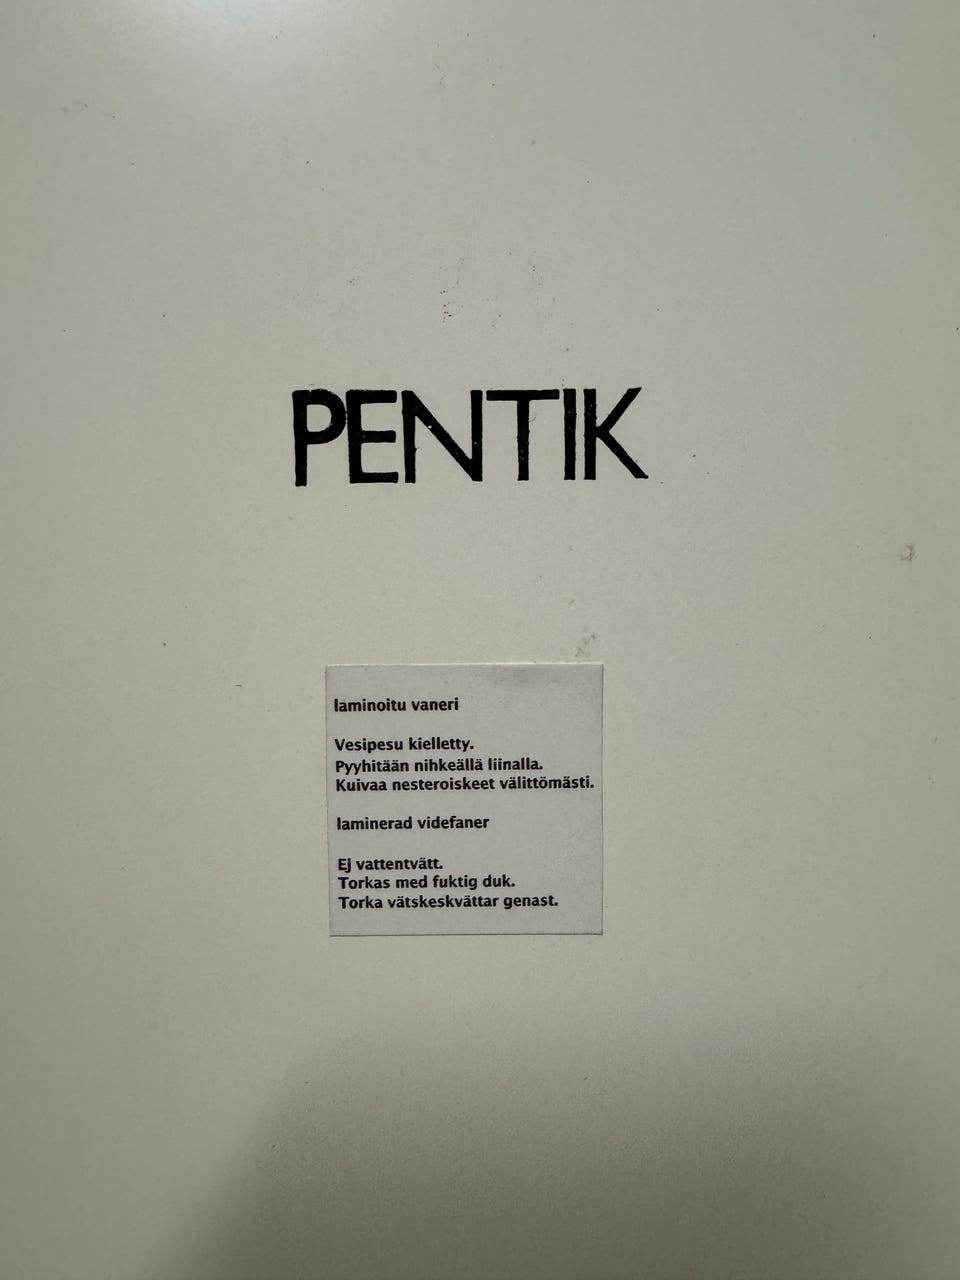 PENTIK
laminoitu vaneri
Vesipesu kielletty.
Pyyhitään nihkeällä liinalla.
Kuivaa nesteroiskeet välittömästi.
laminerad videfaner
Ej vattentvätt.
Torkas med fuktig duk.
Torka vätskeskvättar genast.